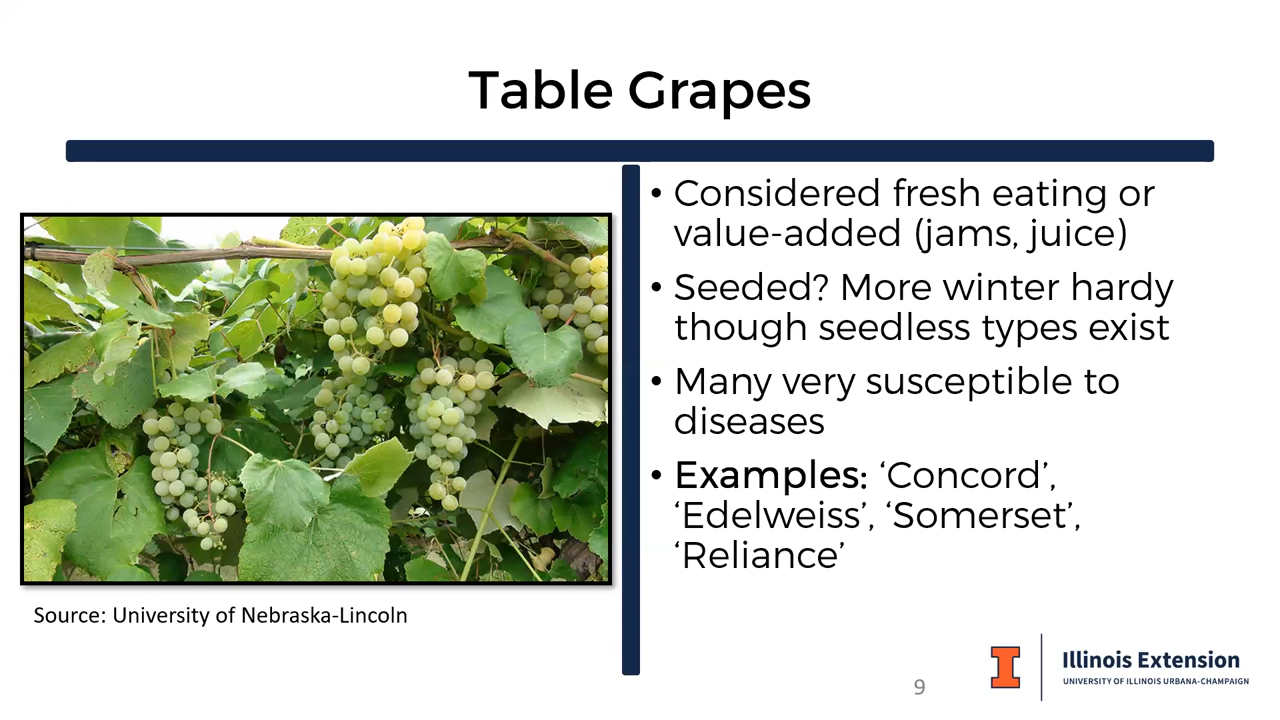 Table Grapes
• Considered fresh eating or
value-added (jams, juice)
• Seeded? More winter hardy
though seedless types exist
• Many very susceptible to
diseases
• Examples: ‘Concord’,
‘Edelweiss’, ‘Somerset’,
‘Reliance’
Source: University of Nebraska-Lincoln
9
I
Illinois Extension
UNIVERSITY OF ILLINOIS URBANA-CHAMPAIGN